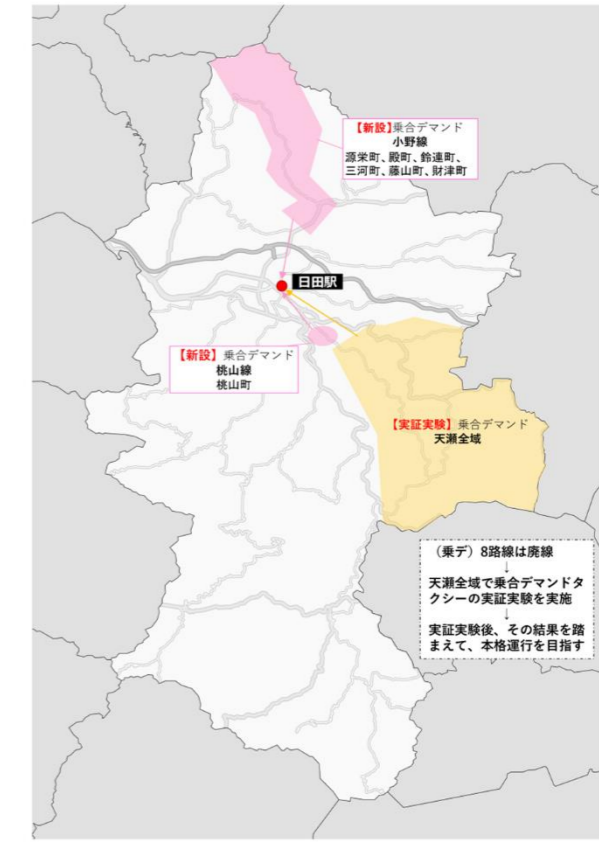 【新設】乗合デマンド
小野線
源栄町、殿町、鈴連町、
三河町、藤山町、財津町
日田駅
【新設】乗合デマンド
桃山線
桃山町
【実証実験】乗合デマンド
天瀬全域
（乗デ）8路線は廃線
↓
天瀬全域で乗合デマンドタ
クシーの実証実験を実施
↓
実証実験後、その結果を踏
まえて、本格運行を目指す